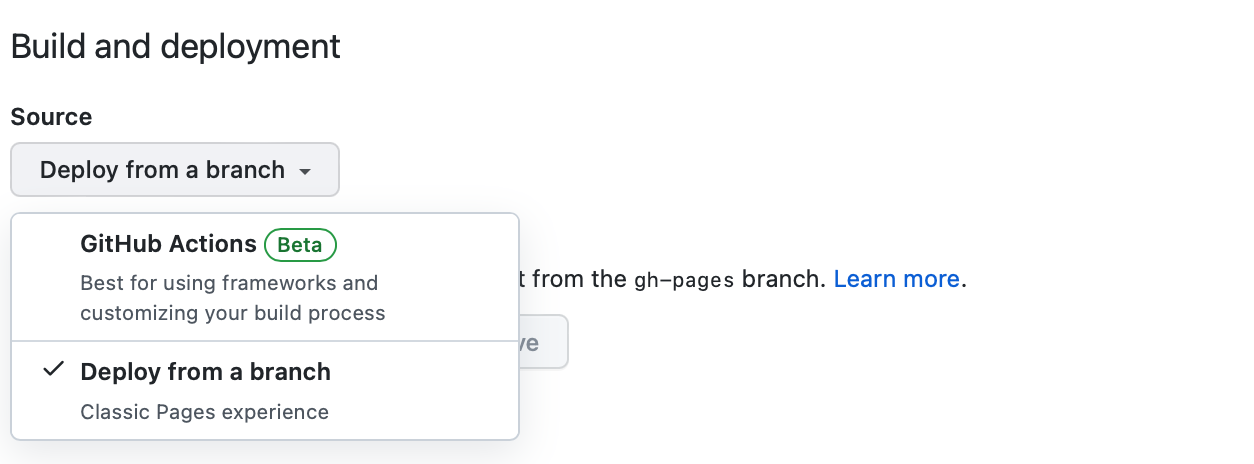 Build and deployment
Source
Deploy from a branch
GitHub Actions Beta
Best for using frameworks and
customizing your build process
from the gh-pages branch. Learn more.
Deploy from a branch
Classic Pages experience